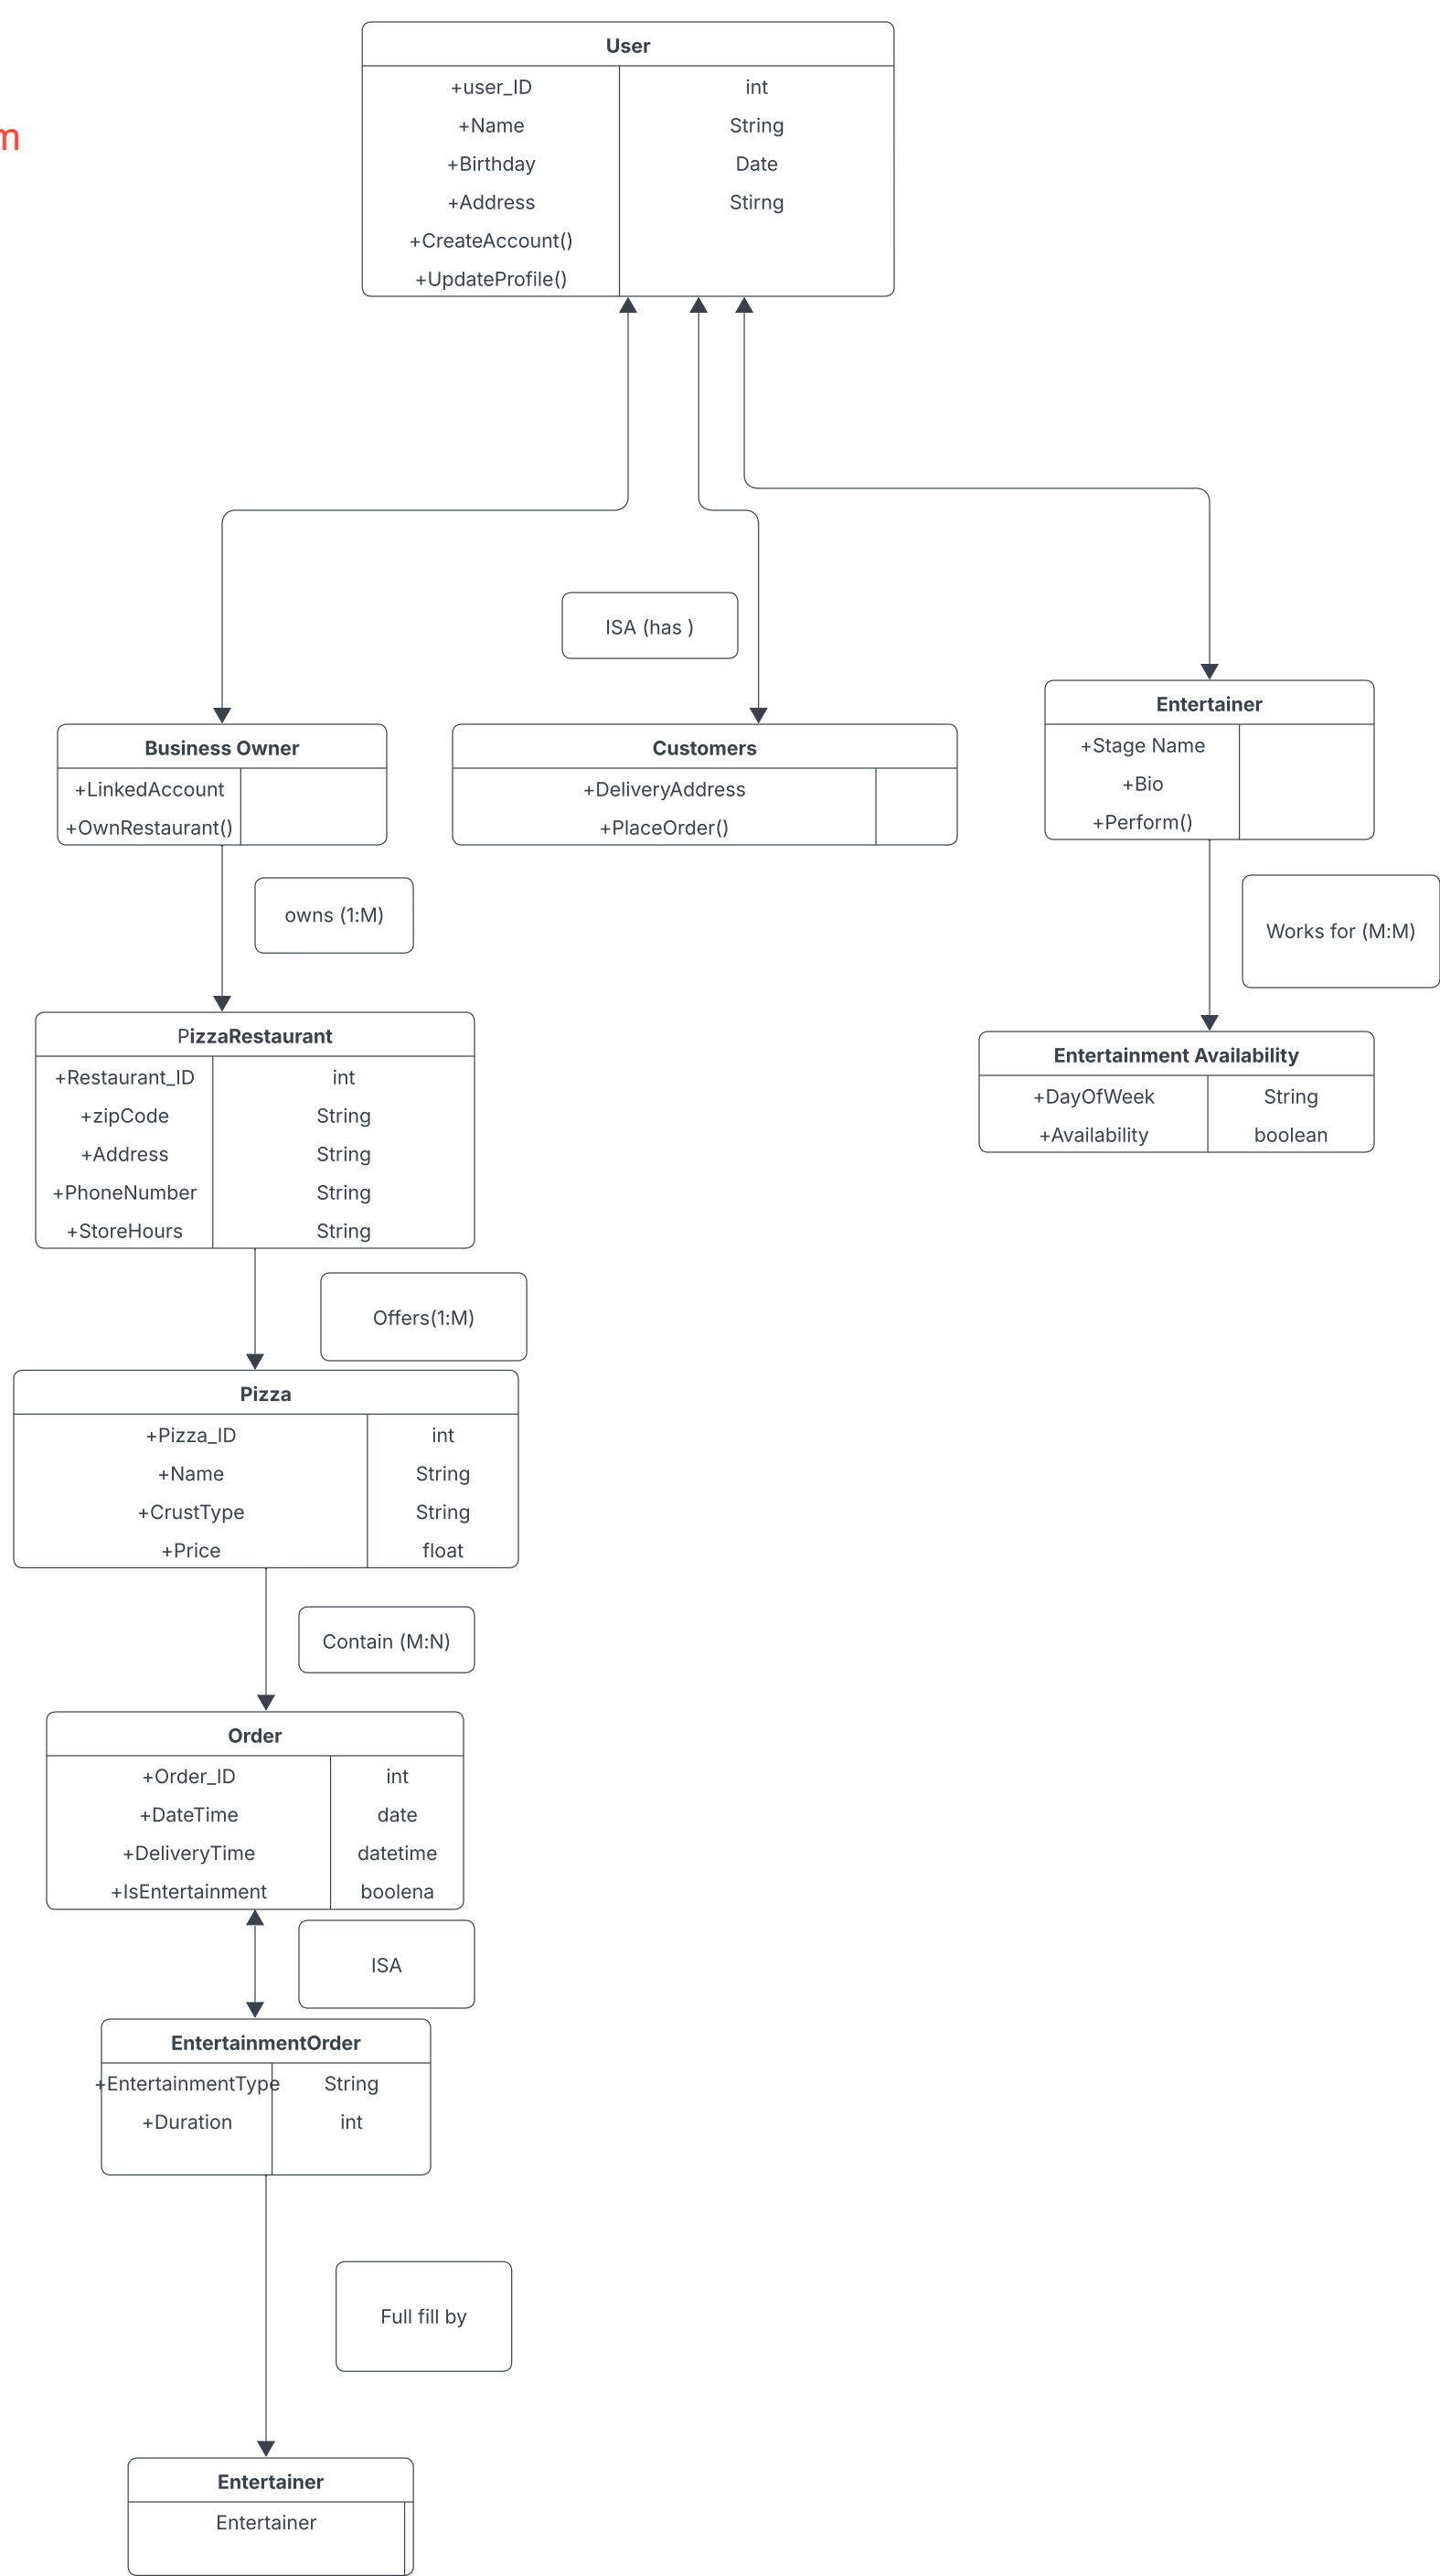 User
+user_ID int
m
+Name String
+Birthday Date
+Address Stirng
+CreateAccount()
+UpdateProfile()
ISA (has )
Business Owner
+LinkedAccount
+OwnRestaurant()
Customers
+DeliveryAddress
+PlaceOrder()
Entertainer
+Stage Name
+Bio
+Perform()
owns (1:M)
Works for (M:M)
PizzaRestaurant
+Restaurant_ID int
+zipCode String
+Address String
+PhoneNumber String
+StoreHours String
Entertainment Availability
+DayOfWeek String
+Availability boolean
Offers(1:M)
Pizza
+Pizza_ID int
+Name String
+CrustType String
+Price float
Contain (M:N)
Order
+Order_ID int
+DateTime date
+DeliveryTime datetime
+IsEntertainment boolena
ISA
EntertainmentOrder
+EntertainmentType String
+Duration int
Full fill by
Entertainer
Entertainer